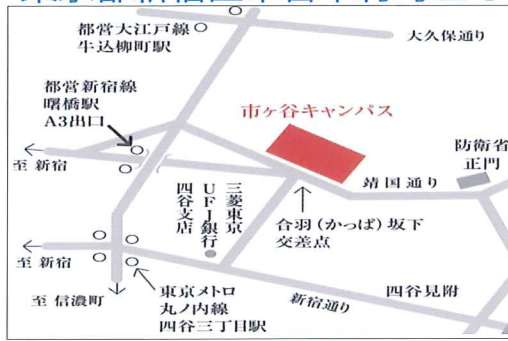 都営大江戸線
牛込柳町駅
大久保通り
都営新宿線
曙橋駅
A3出口
市ヶ谷キャンパス
防衛省
正門
至 新宿
靖国通り
三菱東京
UFJ銀行
四谷支店
合羽(かっぱ)坂下
交差点
至 新宿
至 信濃町
東京メトロ
丸ノ内線
四谷三丁目駅
新宿通り
四谷見附